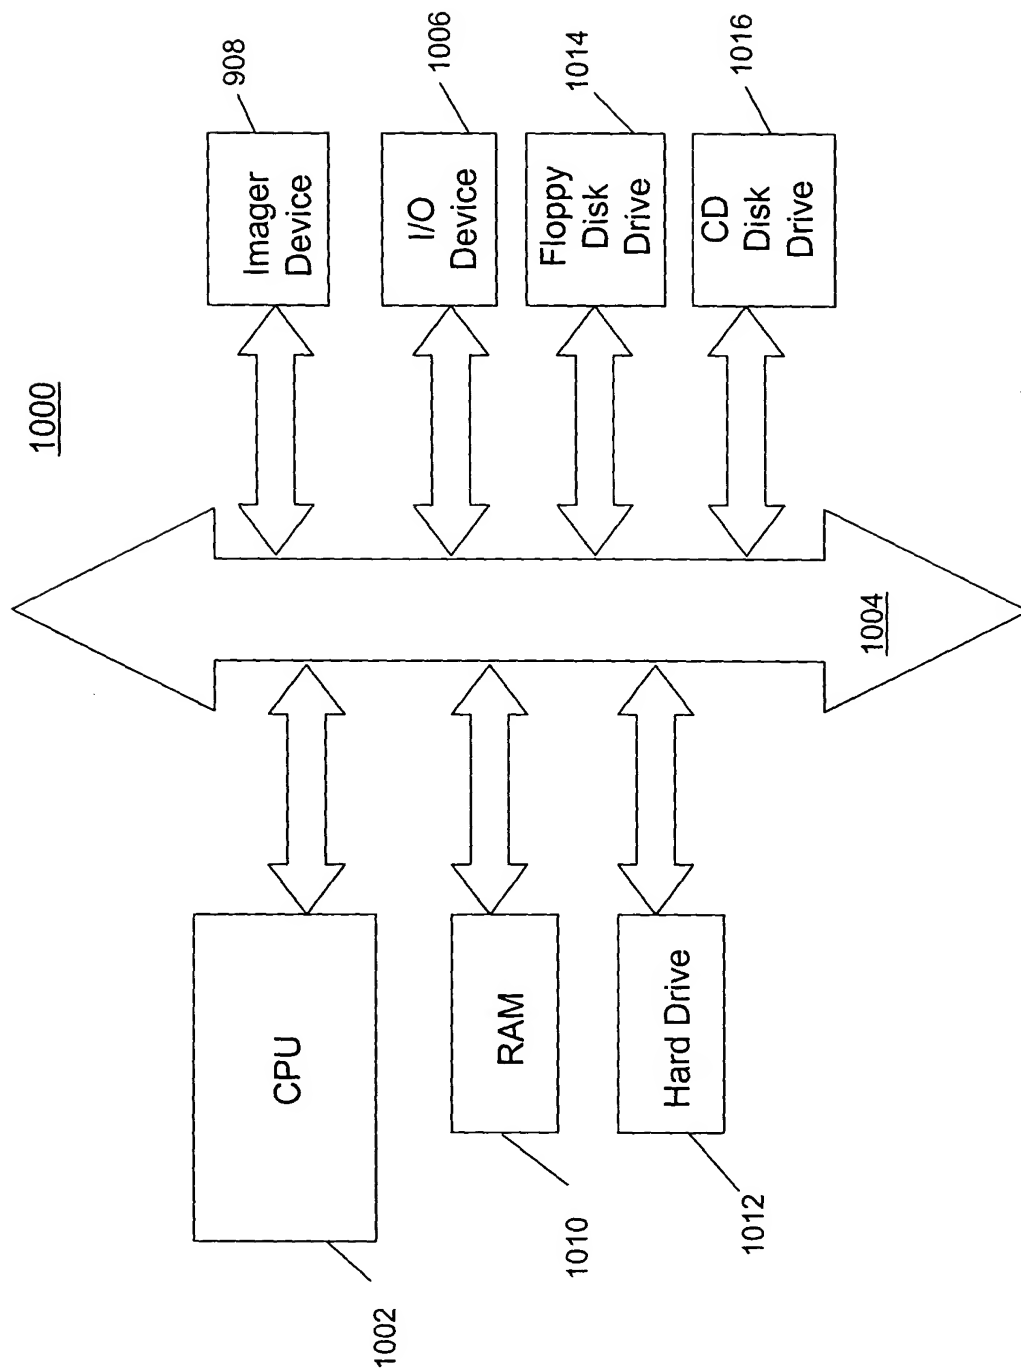 1000
CPU
1002
RAM
1010
Hard Drive
1012
1004
Imager
Device
908
I/O
Device
1006
Floppy
Disk
Drive
1014
CD
Disk
Drive
1016